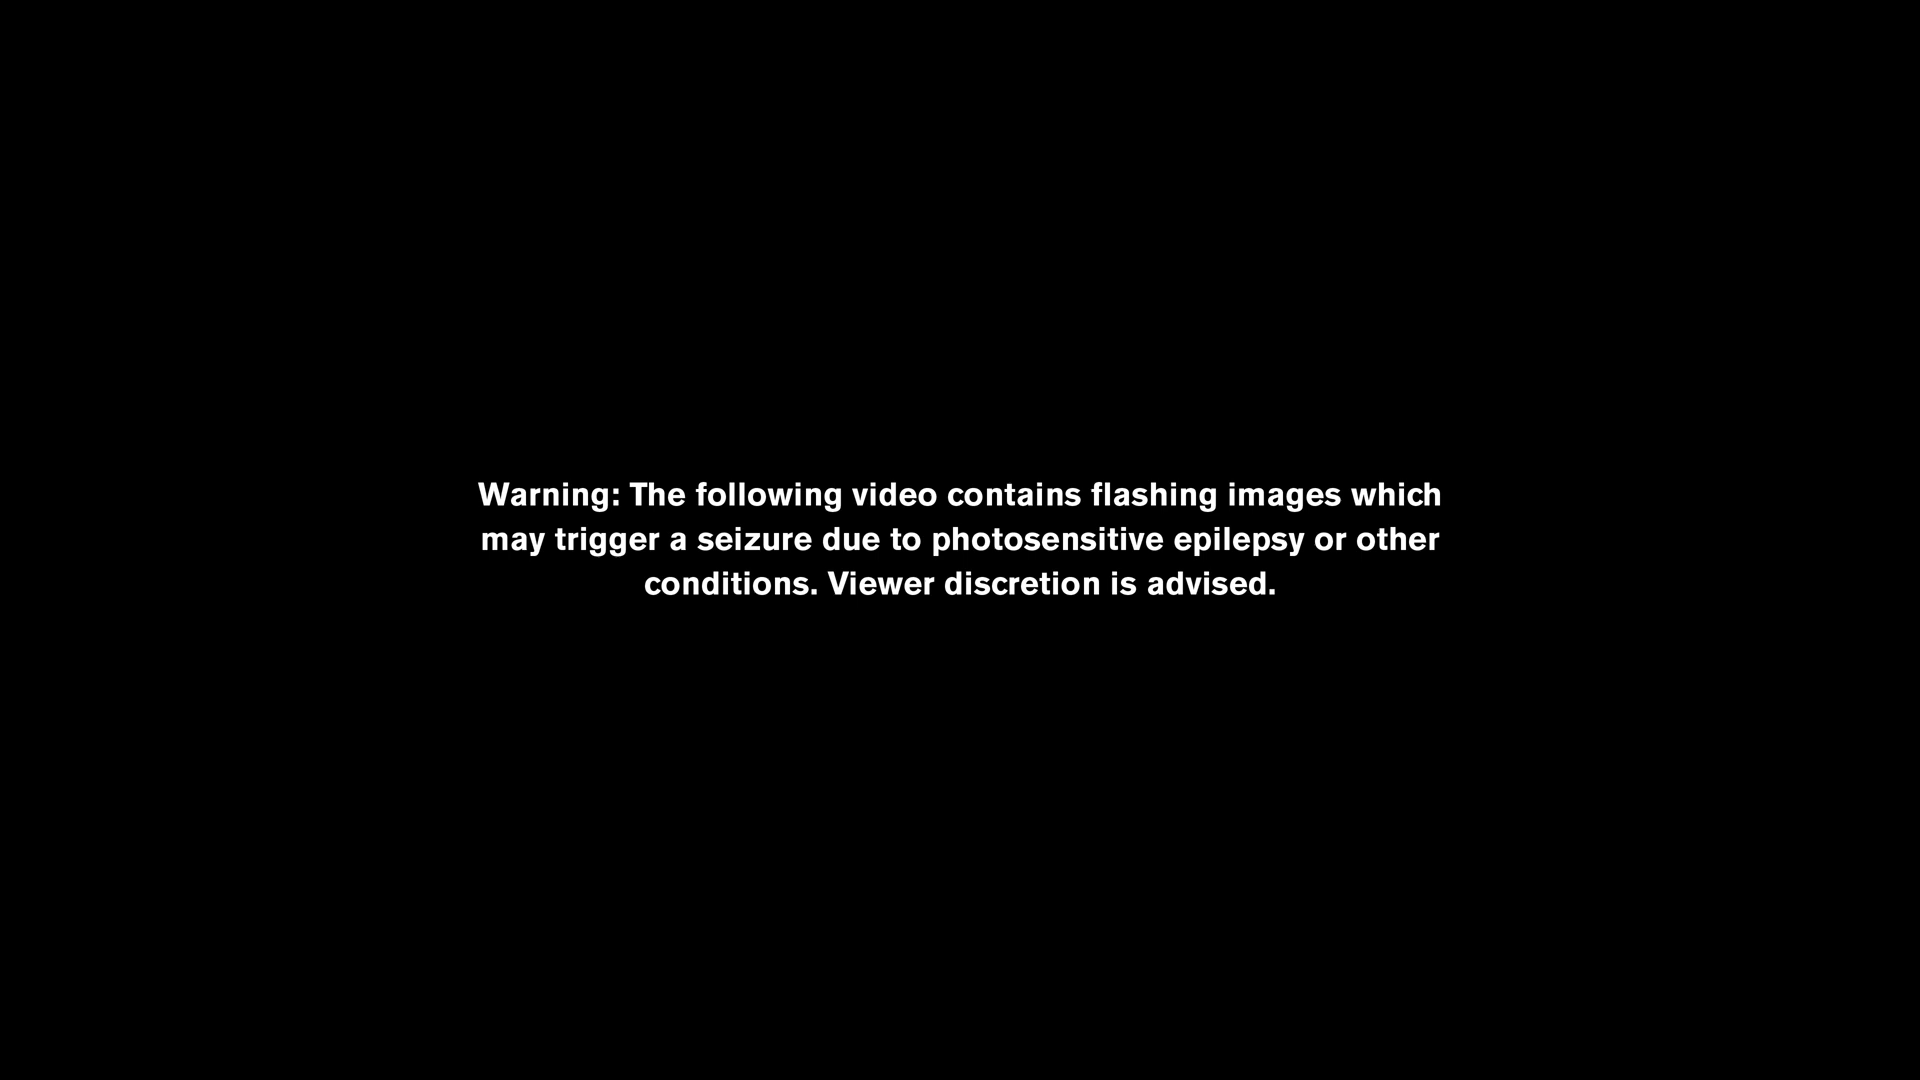 Warning: The following video contains flashing images which
may trigger a seizure due to photosensitive epilepsy or other
conditions. Viewer discretion is advised.